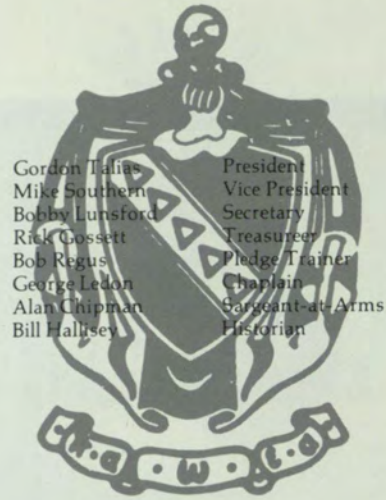 Gordon Talias President
Mike Southern Vice President
Bobby Lunsford Secretary
Rick Gossett Treasureer
Bob Regus Pledge Trainer
George Ledon Chaplain
Alan Chipman Sargeant-at-Arms
Bill Hallisey Historian